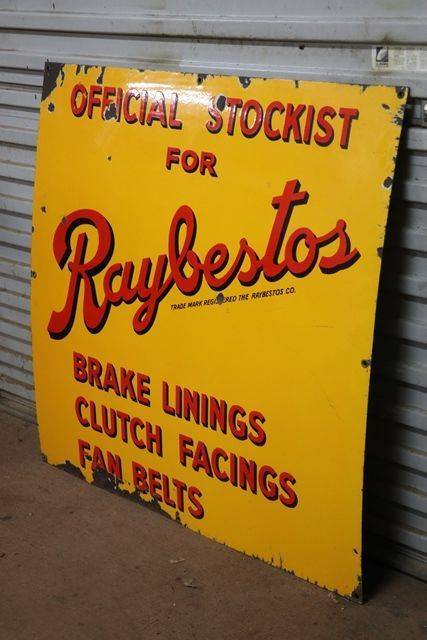 OFFICIAL STOCKIST
FOR
Raybestos
TRADE MARK REGISTERED THE RAYBESTOS CO.
BRAKE LININGS
CLUTCH FACINGS
FAN BELTS